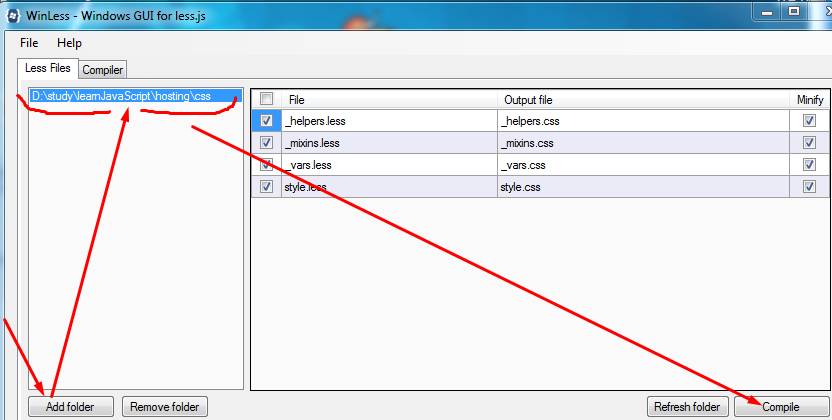 WinLess - Windows GUI for less.js
File Help
Less Files Compiler
D:\study\learnJavaScript\hosting\css
File Output file Minify
_helpers.less _helpers.css
_mixins.less _mixins.css
_vars.less _vars.css
style.less style.css
Add folder Remove folder Refresh folder Compile